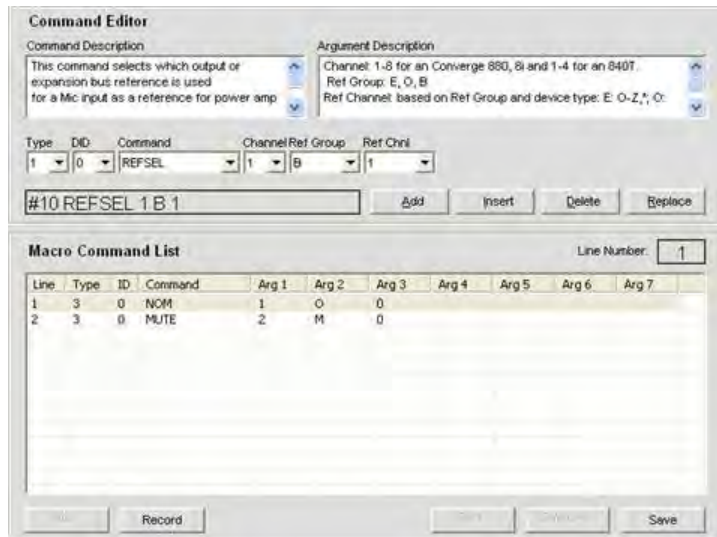 Command Editor
Command Description
Argument Description
This command selects which output or
expansion bus reference is used
for a Mic input as a reference for power amp
Channel: 1-8 for an Converge 880, 8i and 1-4 for an 840T.
Ref Group: E, O, B
Ref Channel: based on Ref Group and device type: E: O-Z,*; O:
Type DID Command Channel Ref Group Ref Chnl
1 0 REFSEL 1 B 1
#10 REFSEL 1 B 1
Add Insert Delete Replace
Macro Command List
Line Number: 1
Line Type ID Command Arg 1 Arg 2 Arg 3 Arg 4 Arg 5 Arg 6 Arg 7
1 3 0 NOM 1 O 0
2 3 0 MUTE 2 M 0
Record Save